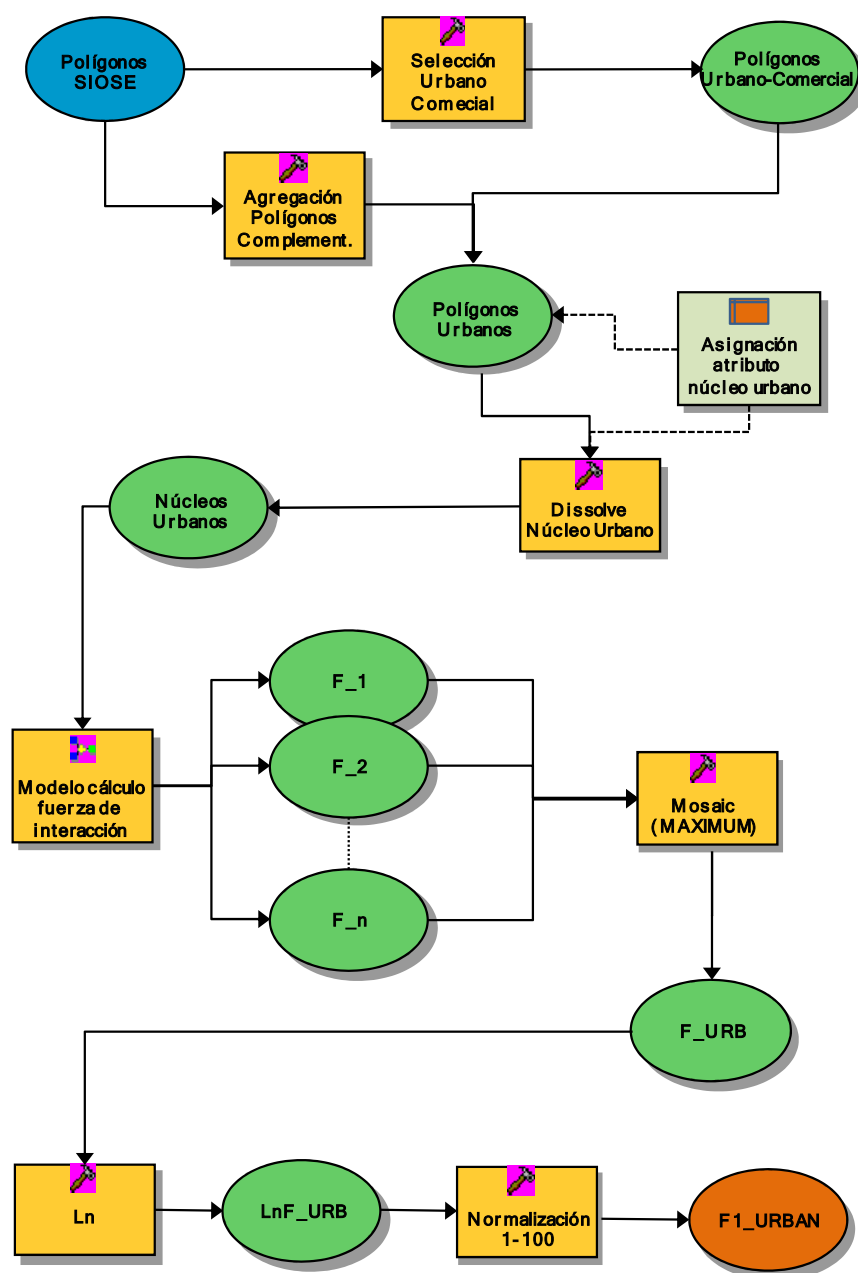 Polígonos
SIOSE
Selección
Urbano
Comecial
Polígonos
Urbano-Comercial
Agregación
Polígonos
Complement.
Polígonos
Urbanos
Asignación
atributo
núcleo urbano
Núcleos
Urbanos
Dissolve
Núcleo Urbano
F_1
F_2
Modelo cálculo
fuerza de
interacción
Mosaic
(MAXIMUM)
F_n
F_URB
Ln
LnF_URB
Normalización
1-100
F1_URBAN